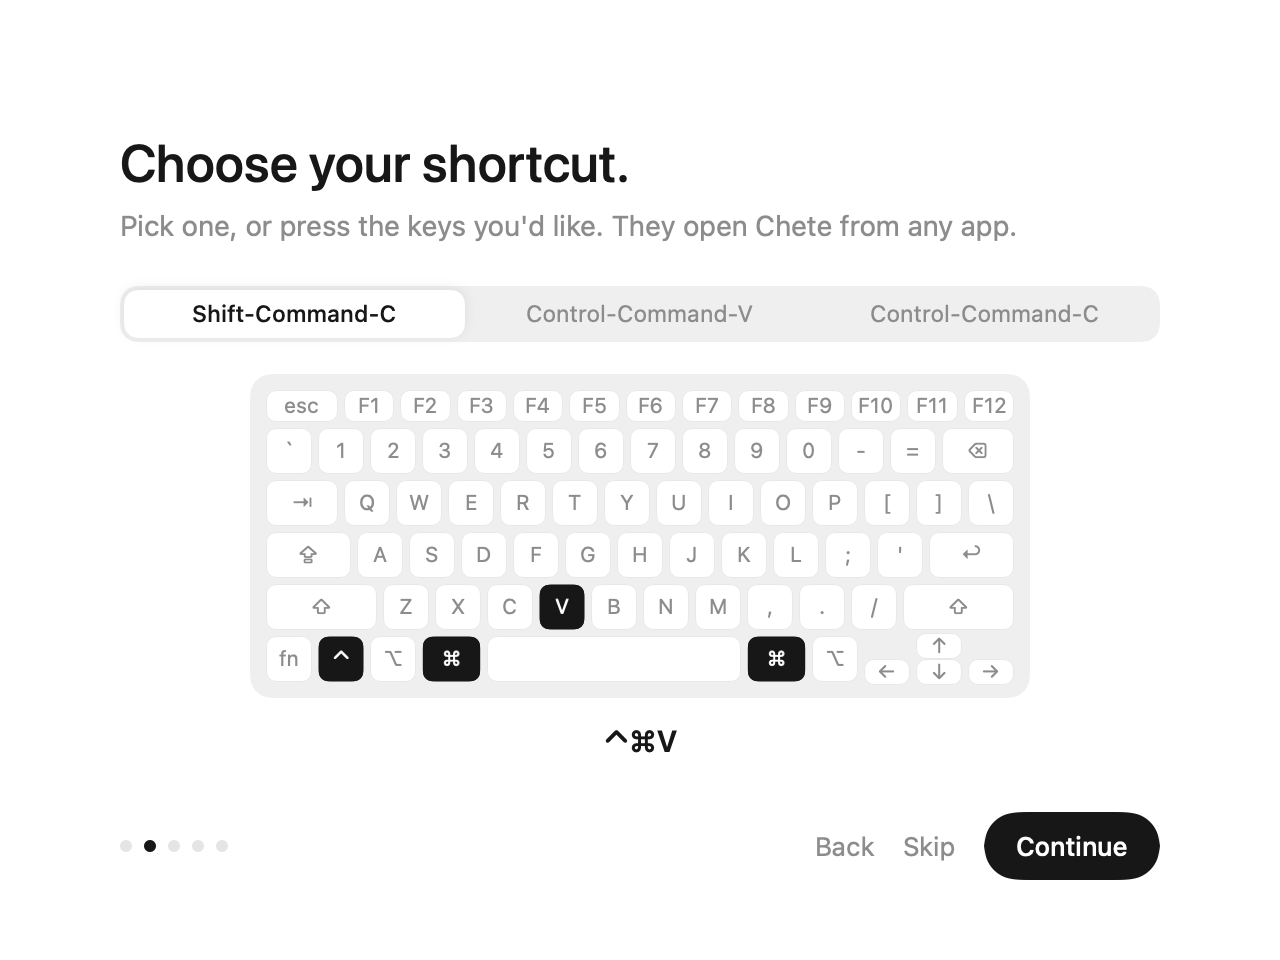 Choose your shortcut.
Pick one, or press the keys you'd like. They open Chete from any app.
Shift-Command-C Control-Command-V Control-Command-C
esc F1 F2 F3 F4 F5 F6 F7 F8 F9 F10 F11 F12
` 1 2 3 4 5 6 7 8 9 0 - = ⌫
⇥ Q W E R T Y U I O P [ ] \
⇪ A S D F G H J K L ; ' ↩
⇧ Z X C V B N M , . / ⇧
fn ^ ⌥ ⌘ ⌘ ⌥ ← ↑ ↓ →
^⌘V
Back Skip Continue